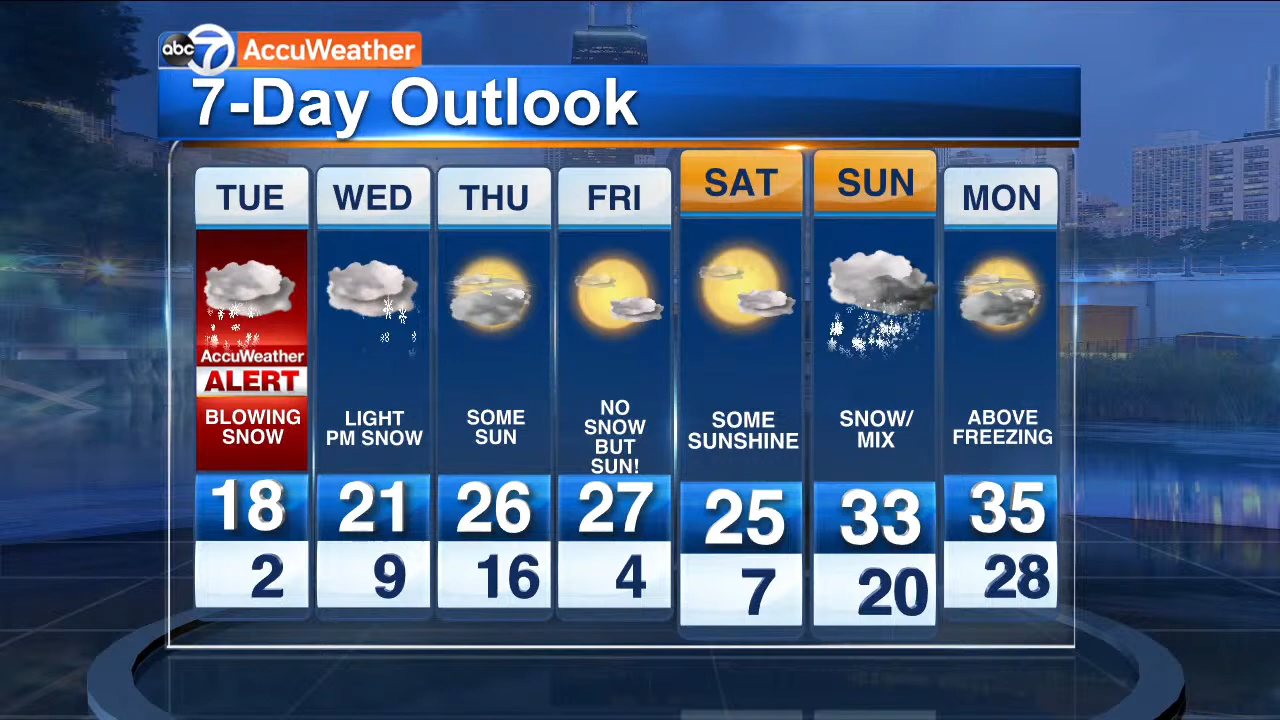 abc 7 AccuWeather
7-Day Outlook
TUE
AccuWeather
ALERT
BLOWING
SNOW
18
2
WED
LIGHT
PM SNOW
21
9
THU
SOME
SUN
26
16
FRI
NO
SNOW
BUT
SUN!
27
4
SAT
SOME
SUNSHINE
25
7
SUN
SNOW/
MIX
33
20
MON
ABOVE
FREEZING
35
28